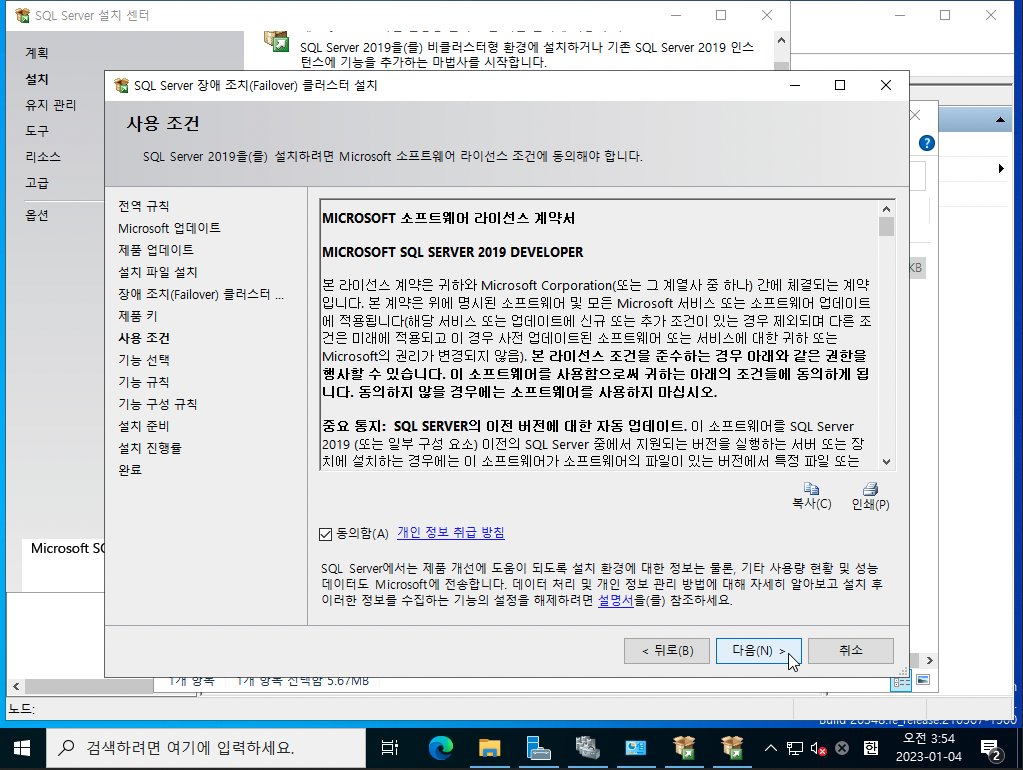 SQL Server 설치 센터
계획
설치
유지 관리
도구
리소스
고급
옵션
SQL Server 2019을(를) 비클러스터형 환경에 설치하거나 기존 SQL Server 2019 인스
턴스에 기능을 추가하는 마법사를 시작합니다.
SQL Server 장애 조치(Failover) 클러스터 설치
사용 조건
SQL Server 2019을(를) 설치하려면 Microsoft 소프트웨어 라이선스 조건에 동의해야 합니다.
전역 규칙
Microsoft 업데이트
제품 업데이트
설치 파일 설치
장애 조치(Failover) 클러스터 ...
제품 키
사용 조건
기능 선택
기능 규칙
기능 구성 규칙
설치 준비
설치 진행률
완료
MICROSOFT 소프트웨어 라이선스 계약서
MICROSOFT SQL SERVER 2019 DEVELOPER
본 라이선스 계약은 귀하와 Microsoft Corporation(또는 그 계열사 중 하나) 간에 체결되는 계약
입니다. 본 계약은 위에 명시된 소프트웨어 및 모든 Microsoft 서비스 또는 소프트웨어 업데이트
에 적용됩니다(해당 서비스 또는 업데이트에 신규 또는 추가 조건이 있는 경우 제외되며 다른 조
건은 미래에 적용되고 이 경우 사전 업데이트된 소프트웨어 또는 서비스에 대한 귀하 또는
Microsoft의 권리가 변경되지 않음). 본 라이선스 조건을 준수하는 경우 아래와 같은 권한을
행사할 수 있습니다. 이 소프트웨어를 사용함으로써 귀하는 아래의 조건들에 동의하게 됩
니다. 동의하지 않을 경우에는 소프트웨어를 사용하지 마십시오.
중요 통지: SQL SERVER의 이전 버전에 대한 자동 업데이트. 이 소프트웨어를 SQL Server
2019 (또는 일부 구성 요소) 이전의 SQL Server 중에서 지원되는 버전을 실행하는 서버 또는 장
치에 설치하는 경우에는 이 소프트웨어가 소프트웨어의 파일이 있는 버전에서 특정 파일 또는
복사(C) 인쇄(P)
동의함(A) 개인 정보 취급 방침
SQL Server에서는 제품 개선에 도움이 되도록 설치 환경에 대한 정보는 물론, 기타 사용량 현황 및 성능
데이터도 Microsoft에 전송합니다. 데이터 처리 및 개인 정보 관리 방법에 대해 자세히 알아보고 설치 후
이러한 정보를 수집하는 기능의 설정을 해제하려면 설명서을(를) 참조하세요.
< 뒤로(B) 다음(N) > 취소
KB
Microsoft SQ
1개 항목 1개 항목 선택함 5.67MB
노드:
검색하려면 여기에 입력하세요.
한
오전 3:54
2023-01-04
2